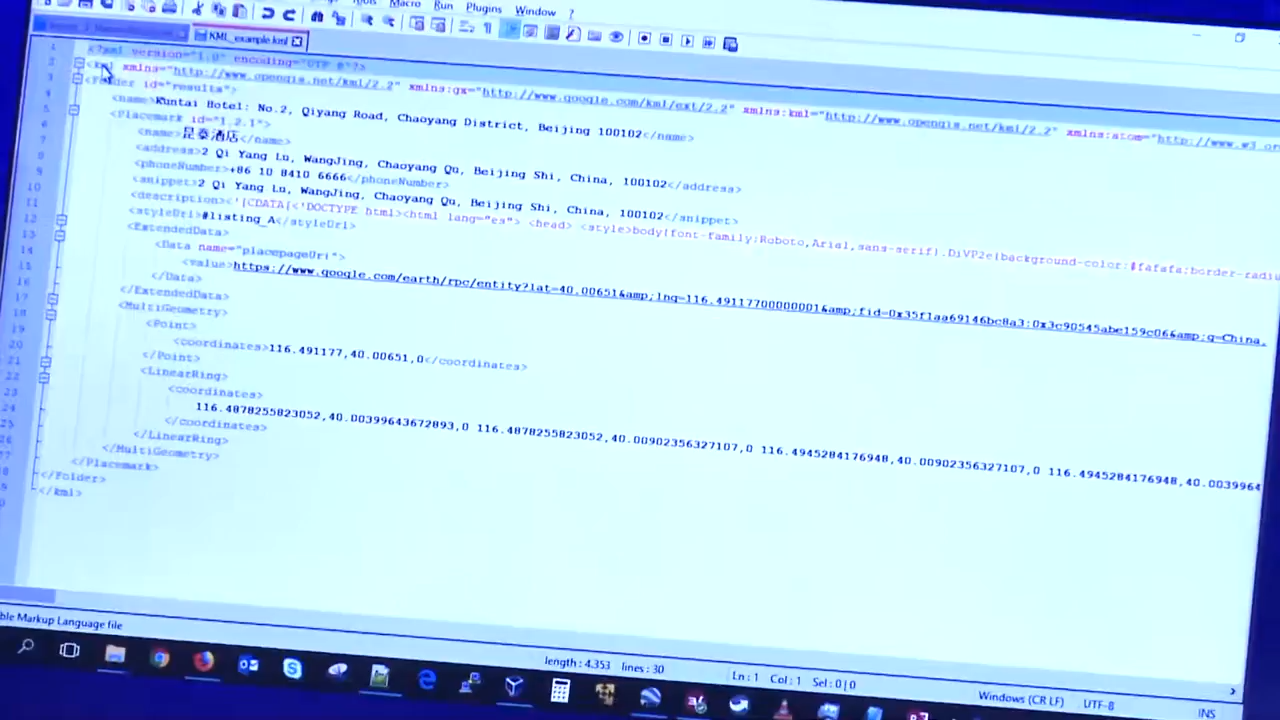 Macro Run Plugins Window ?
KML_example.kml
<?xml version="1.0" encoding="UTF-8"?>
<kml xmlns="http://www.opengis.net/kml/2.2" xmlns:gx="http://www.google.com/kml/ext/2.2" xmlns:kml="http://www.opengis.net/kml/2.2" xmlns:atom="http://www.w3.or
<Folder id="results">
<name>Kuntai Hotel: No.2, Qiyang Road, Chaoyang District, Beijing 100102</name>
<Placemark id="1.2.1">
<name>昆泰酒店</name>
<address>2 Qi Yang Lu, WangJing, Chaoyang Qu, Beijing Shi, China, 100102</address>
<phoneNumber>+86 10 8410 6666</phoneNumber>
<snippet>2 Qi Yang Lu, WangJing, Chaoyang Qu, Beijing Shi, China, 100102</snippet>
<description><![CDATA[<!DOCTYPE html><html lang="es"> <head> <style>body{font-family:Roboto,Arial,sans-serif}.DiVP2e{background-color:#fafafa;border-radiu
<styleUrl>#listing_A</styleUrl>
<ExtendedData>
<Data name="placepageUri">
<value>https://www.google.com/earth/rpc/entity?lat=40.00651&amp;lng=116.49117700000001&amp;fid=0x35f1aa69146bc8a3:0x3c90545abe159c06&amp;q=China,
</Data>
</ExtendedData>
<MultiGeometry>
<Point>
<coordinates>116.491177,40.00651,0</coordinates>
</Point>
<LinearRing>
<coordinates>
116.4878255823052,40.00399643672893,0 116.4878255823052,40.00902356327107,0 116.4945284176948,40.00902356327107,0 116.4945284176948,40.0039964
</coordinates>
</LinearRing>
</MultiGeometry>
</Placemark>
</Folder>
</kml>
ble Markup Language file
length : 4.353 lines : 30
Ln : 1 Col : 1 Sel : 0 | 0
Windows (CR LF)
UTF-8
INS